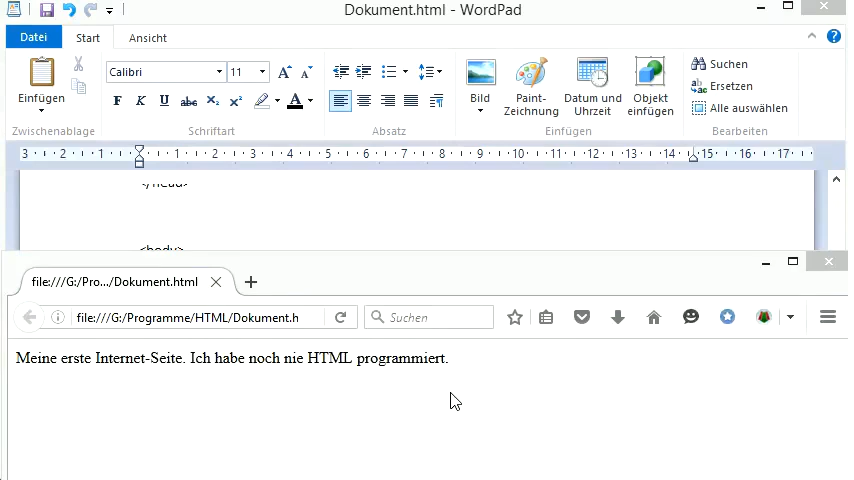 Dokument.html - WordPad
Datei Start Ansicht
Calibri 11
Einfügen
F K U abc X₂ X² A
Bild Paint-Zeichnung Datum und Uhrzeit Objekt einfügen
Suchen
Ersetzen
Alle auswählen
Zwischenablage Schriftart Absatz Einfügen Bearbeiten
3 2 1 1 2 3 4 5 6 7 8 9 10 11 12 13 14 15 16 17
</head>
<body>
file:///G:/Pro.../Dokument.html
file:///G:/Programme/HTML/Dokument.h Suchen
Meine erste Internet-Seite. Ich habe noch nie HTML programmiert.